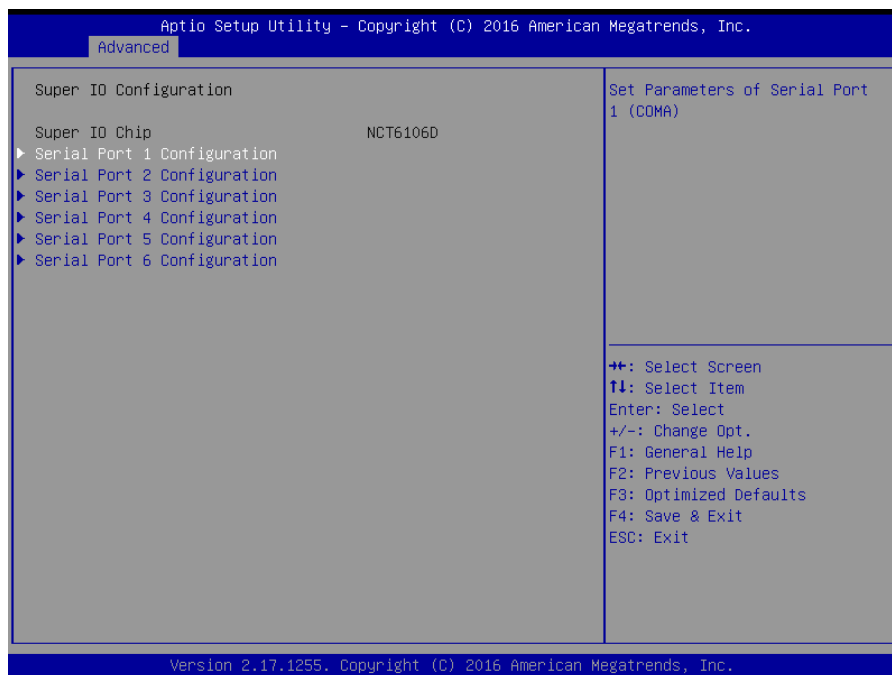 Aptio Setup Utility – Copyright (C) 2016 American Megatrends, Inc.
Advanced
Super IO Configuration
Super IO Chip NCT6106D
Serial Port 1 Configuration
Serial Port 2 Configuration
Serial Port 3 Configuration
Serial Port 4 Configuration
Serial Port 5 Configuration
Serial Port 6 Configuration
Set Parameters of Serial Port
1 (COMA)
→←: Select Screen
↑↓: Select Item
Enter: Select
+/-: Change Opt.
F1: General Help
F2: Previous Values
F3: Optimized Defaults
F4: Save & Exit
ESC: Exit
Version 2.17.1255. Copyright (C) 2016 American Megatrends, Inc.